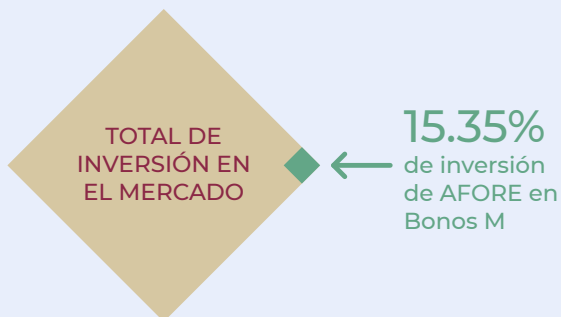 TOTAL DE
INVERSIÓN EN
EL MERCADO
15.35%
de inversión
de AFORE en
Bonos M